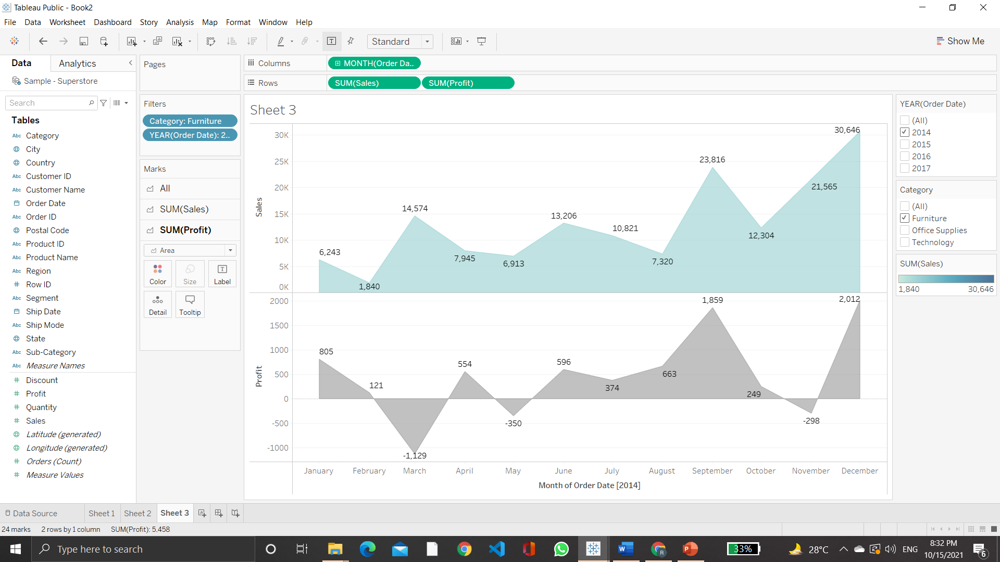 Tableau Public - Book2
File Data Worksheet Dashboard Story Analysis Map Format Window Help
Standard
Show Me
Data Analytics
Sample - Superstore
Search
Tables
Abc Category
City
Country
Abc Customer ID
Abc Customer Name
Order Date
Abc Order ID
Postal Code
Abc Product ID
Abc Product Name
Abc Region
# Row ID
Abc Segment
Ship Date
Abc Ship Mode
State
Abc Sub-Category
Abc Measure Names
# Discount
# Profit
# Quantity
# Sales
Latitude (generated)
Longitude (generated)
# Orders (Count)
# Measure Values
Pages
Filters
Category: Furniture
YEAR(Order Date): 2..
Marks
All
SUM(Sales)
SUM(Profit)
Area
Color Size Label
Detail Tooltip
Columns MONTH(Order Da..
Rows SUM(Sales) SUM(Profit)
Sheet 3
30K
25K
20K
15K
10K
5K
0K
Sales
6,243
1,840
14,574
7,945
6,913
13,206
10,821
7,320
23,816
12,304
21,565
30,646
2000
1500
1000
500
0
-500
-1000
Profit
805
121
-1,129
554
-350
596
374
663
1,859
249
-298
2,012
January February March April May June July August September October November December
Month of Order Date [2014]
YEAR(Order Date)
(All)
2014
2015
2016
2017
Category
(All)
Furniture
Office Supplies
Technology
SUM(Sales)
1,840 30,646
Data Source Sheet 1 Sheet 2 Sheet 3
24 marks 2 rows by 1 column SUM(Profit): 5,458
Type here to search
33%
28°C
ENG
8:32 PM
10/15/2021
6